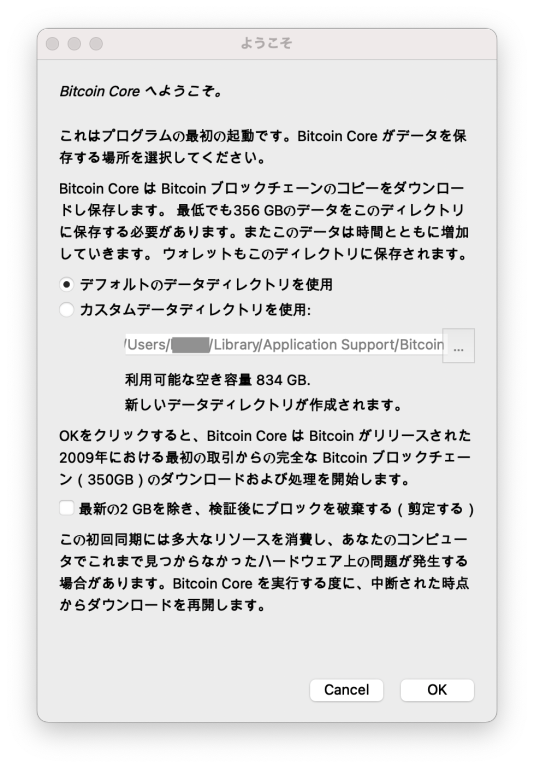 ようこそ
Bitcoin Core へようこそ。
これはプログラムの最初の起動です。Bitcoin Core がデータを保
存する場所を選択してください。
Bitcoin Core は Bitcoin ブロックチェーンのコピーをダウンロー
ドし保存します。 最低でも356 GBのデータをこのディレクトリ
に保存する必要があります。またこのデータは時間とともに増加
していきます。 ウォレットもこのディレクトリに保存されます。
デフォルトのデータディレクトリを使用
カスタムデータディレクトリを使用:
/Users/ /Library/Application Support/Bitcoin ...
利用可能な空き容量 834 GB.
新しいデータディレクトリが作成されます。
OKをクリックすると、Bitcoin Core は Bitcoin がリリースされた
2009年における最初の取引からの完全な Bitcoin ブロックチェー
ン（350GB）のダウンロードおよび処理を開始します。
最新の2 GBを除き、検証後にブロックを破棄する（剪定する）
この初回同期には多大なリソースを消費し、あなたのコンピュー
タでこれまで見つからなかったハードウェア上の問題が発生する
場合があります。Bitcoin Core を実行する度に、中断された時点
からダウンロードを再開します。
Cancel OK